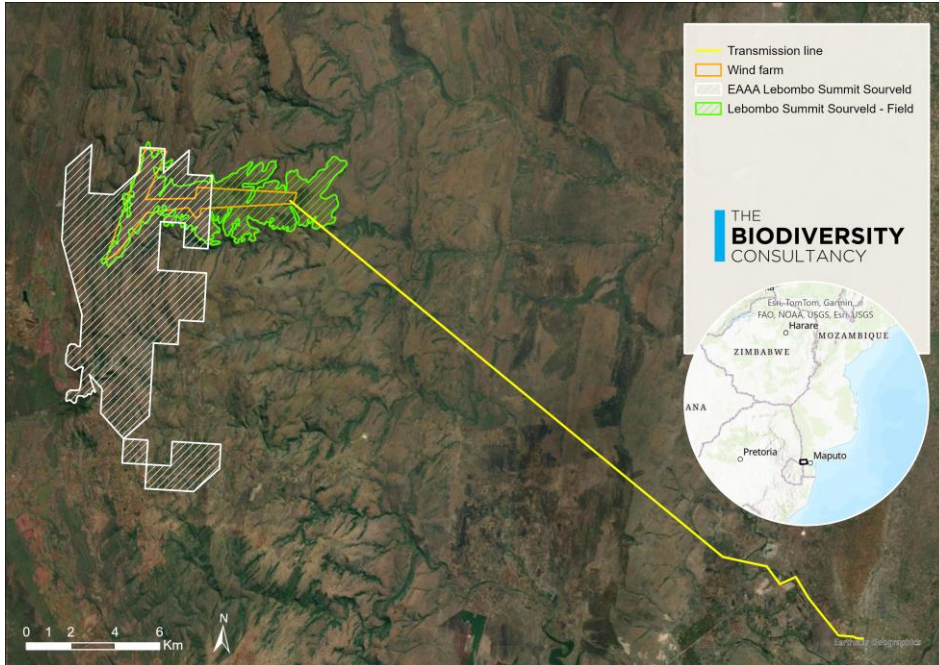 Transmission line
Wind farm
EAAA Lebombo Summit Sourveld
Lebombo Summit Sourveld - Field
THE
BIODIVERSITY
CONSULTANCY
Esri, TomTom, Garmin,
FAO, NOAA, USGS, Esri, USGS
Harare
MOZAMBIQUE
ZIMBABWE
ANA
Pretoria
Maputo
N
0 1 2 4 6
Km
Earthstar Geographics